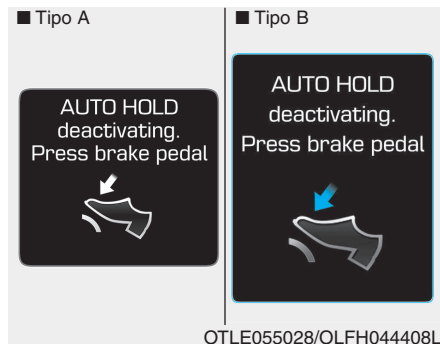 ■ Tipo A
AUTO HOLD
deactivating.
Press brake pedal
■ Tipo B
AUTO HOLD
deactivating.
Press brake pedal
OTLE055028/OLFH044408L